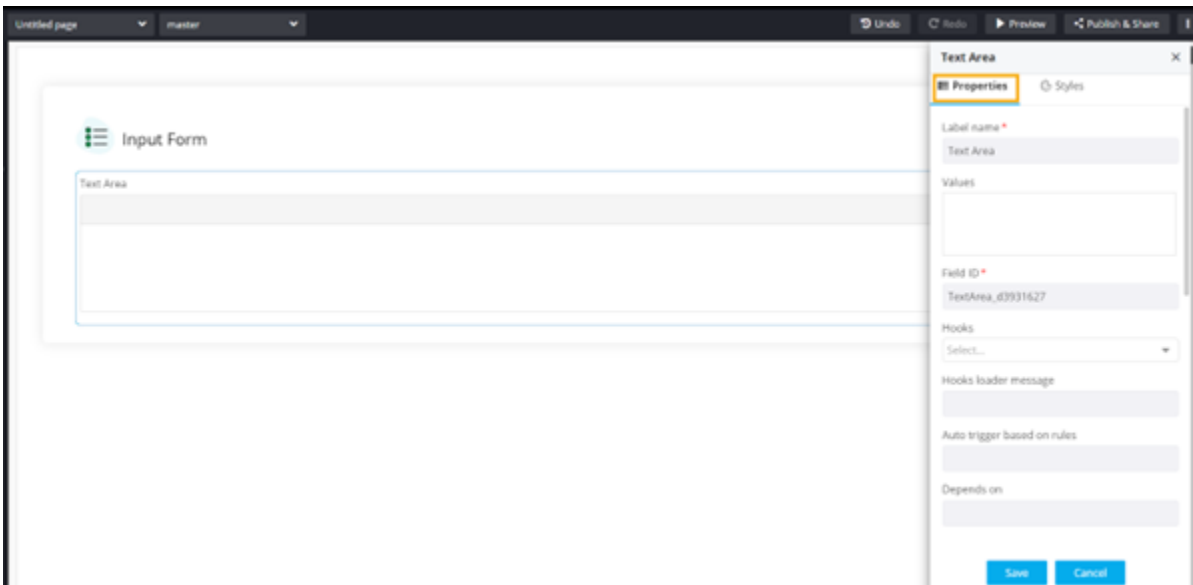 Untitled page master Undo Redo Preview Publish & Share
Text Area
Properties Styles
Input Form
Text Area
Label name *
Text Area
Values
Field ID *
TextArea_d3931627
Hooks
Select...
Hooks loader message
Auto trigger based on rules
Depends on
Save Cancel